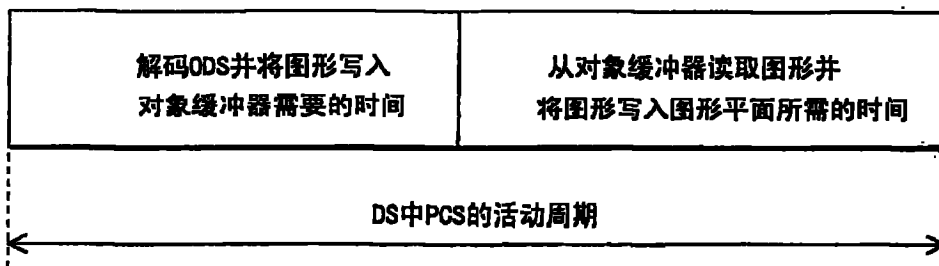 解码ODS并将图形写入
对象缓冲器需要的时间
从对象缓冲器读取图形并
将图形写入图形平面所需的时间
DS中PCS的活动周期